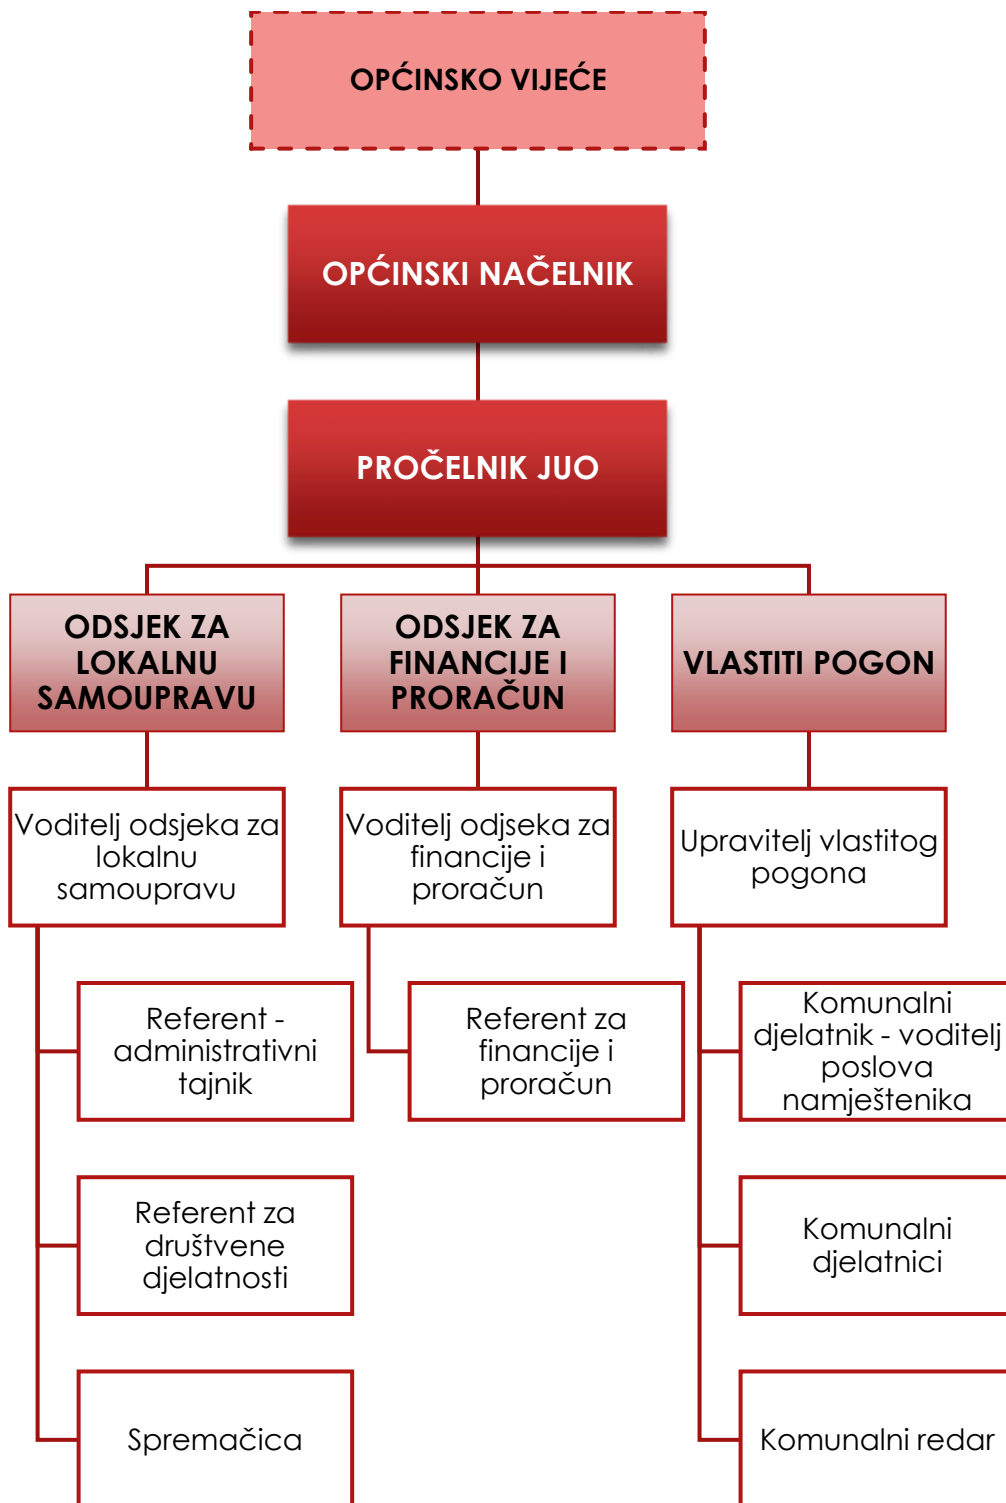 OPĆINSKO VIJEĆE
OPĆINSKI NAČELNIK
PROČELNIK JUO
ODSJEK ZA
LOKALNU
SAMOUPRAVU
ODSJEK ZA
FINANCIJE I
PRORAČUN
VLASTITI POGON
Voditelj odsjeka za
lokalnu
samoupravu
Voditelj odjseka za
financije i
proračun
Upravitelj vlastitog
pogona
Referent -
administrativni
tajnik
Referent za
financije i
proračun
Komunalni
djelatnik - voditelj
poslova
namještenika
Referent za
društvene
djelatnosti
Komunalni
djelatnici
Spremačica
Komunalni redar